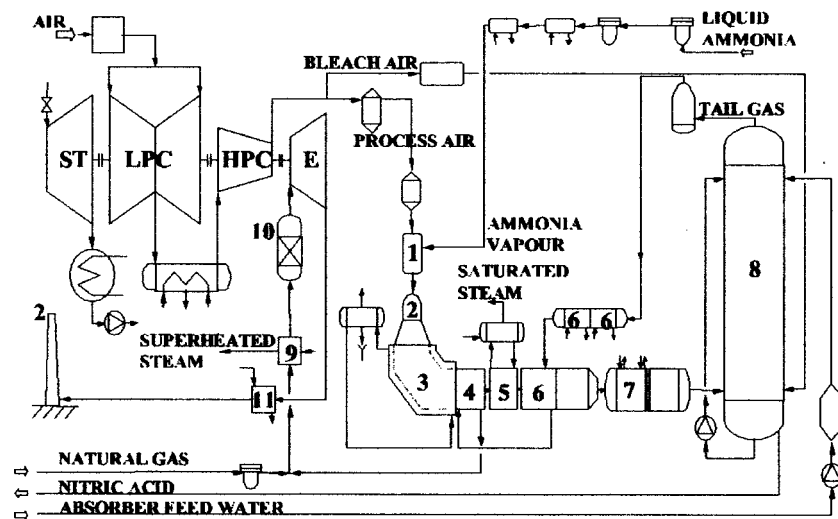 AIR
LIQUID
AMMONIA
BLEACH AIR
TAIL GAS
PROCESS AIR
ST
LPC
HPC
E
10
1
AMMONIA
VAPOUR
SATURATED
STEAM
8
2
2
6
6
SUPERHEATED
STEAM
9
3
4
5
6
7
11
NATURAL GAS
NITRIC ACID
ABSORBER FEED WATER